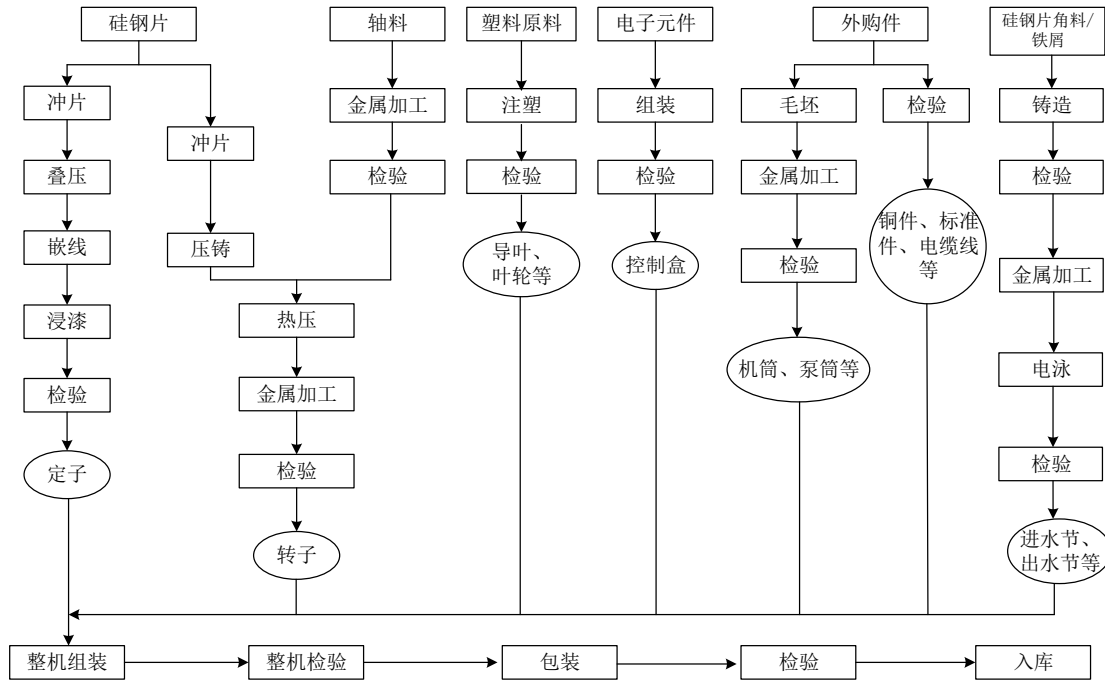 硅钢片
轴料
塑料原料
电子元件
外购件
硅钢片角料/
铁屑
冲片
金属加工
注塑
组装
毛坯
检验
铸造
冲片
叠压
检验
检验
检验
金属加工
检验
嵌线
压铸
导叶、
叶轮等
控制盒
检验
铜件、标准
件、电缆线
等
金属加工
浸漆
热压
机筒、泵筒等
电泳
检验
金属加工
定子
检验
检验
转子
进水节、
出水节等
整机组装
整机检验
包装
检验
入库